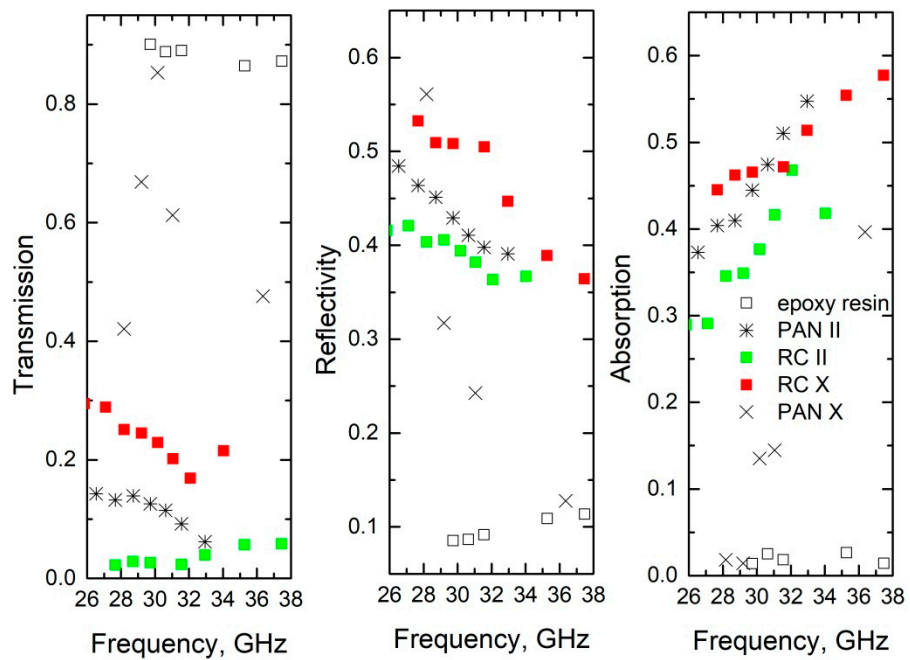 Transmission
0.8
0.6
0.4
0.2
0.0
26 28 30 32 34 36 38
Frequency, GHz
Reflectivity
0.6
0.5
0.4
0.3
0.2
0.1
26 28 30 32 34 36 38
Frequency, GHz
Absorption
0.6
0.5
0.4
0.3
0.2
0.1
0.0
epoxy resin
PAN II
RC II
RC X
PAN X
26 28 30 32 34 36 38
Frequency, GHz